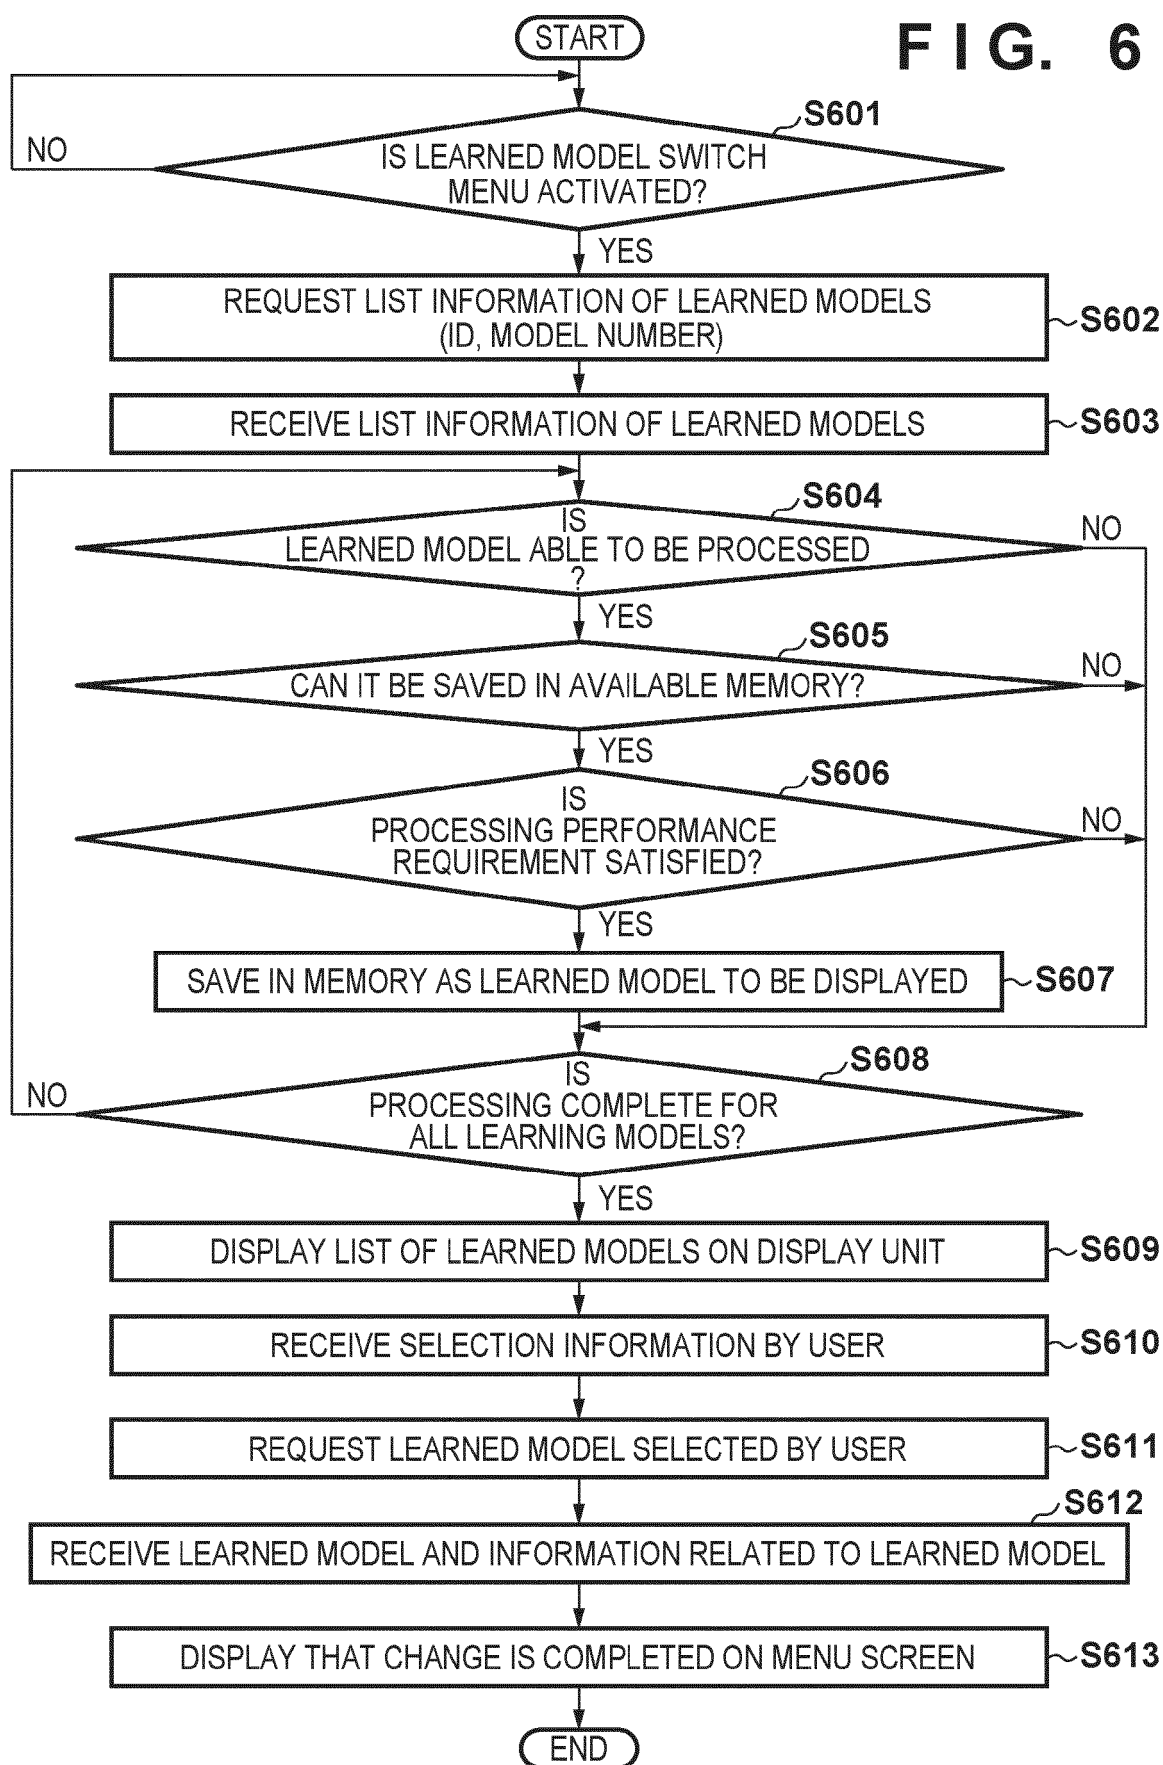 START
FIG. 6
S601
NO
IS LEARNED MODEL SWITCH
MENU ACTIVATED?
YES
REQUEST LIST INFORMATION OF LEARNED MODELS
(ID, MODEL NUMBER)
S602
RECEIVE LIST INFORMATION OF LEARNED MODELS
S603
S604
IS
LEARNED MODEL ABLE TO BE PROCESSED
?
NO
YES
S605
CAN IT BE SAVED IN AVAILABLE MEMORY?
NO
YES
S606
IS
PROCESSING PERFORMANCE
REQUIREMENT SATISFIED?
NO
YES
SAVE IN MEMORY AS LEARNED MODEL TO BE DISPLAYED
S607
S608
NO
IS
PROCESSING COMPLETE FOR
ALL LEARNING MODELS?
YES
DISPLAY LIST OF LEARNED MODELS ON DISPLAY UNIT
S609
RECEIVE SELECTION INFORMATION BY USER
S610
REQUEST LEARNED MODEL SELECTED BY USER
S611
S612
RECEIVE LEARNED MODEL AND INFORMATION RELATED TO LEARNED MODEL
DISPLAY THAT CHANGE IS COMPLETED ON MENU SCREEN
S613
END